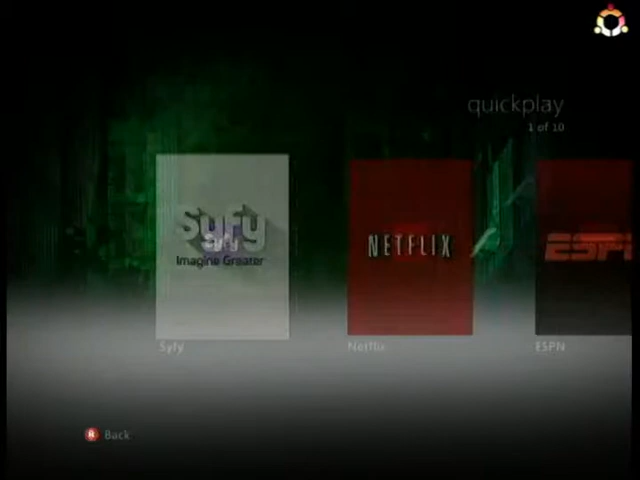 quickplay
1 of 10
Syfy
Imagine Greater
NETFLIX
ESPN
Syfy
Netflix
ESPN
Back